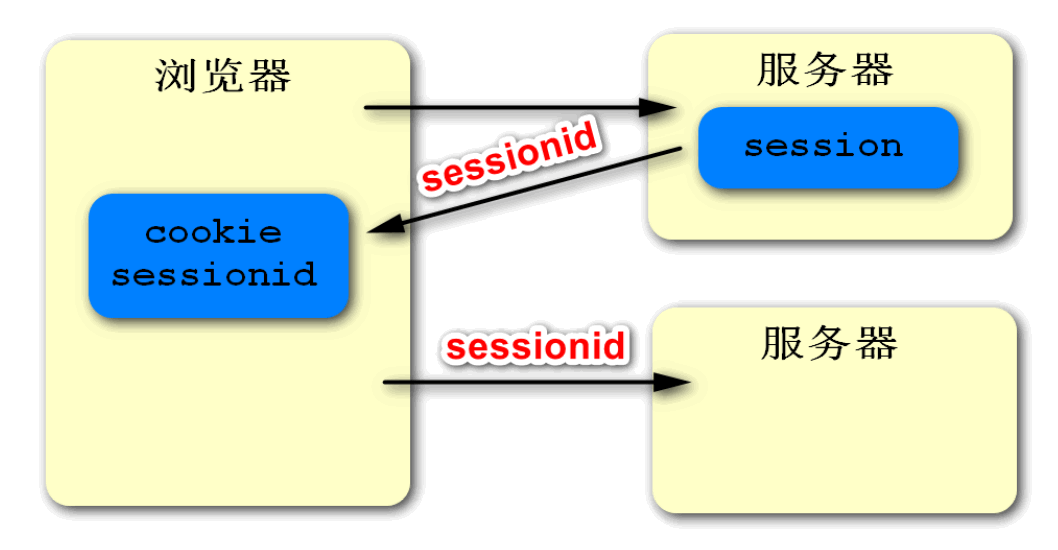 浏览器
服务器
session
sessionid
cookie
sessionid
sessionid
服务器